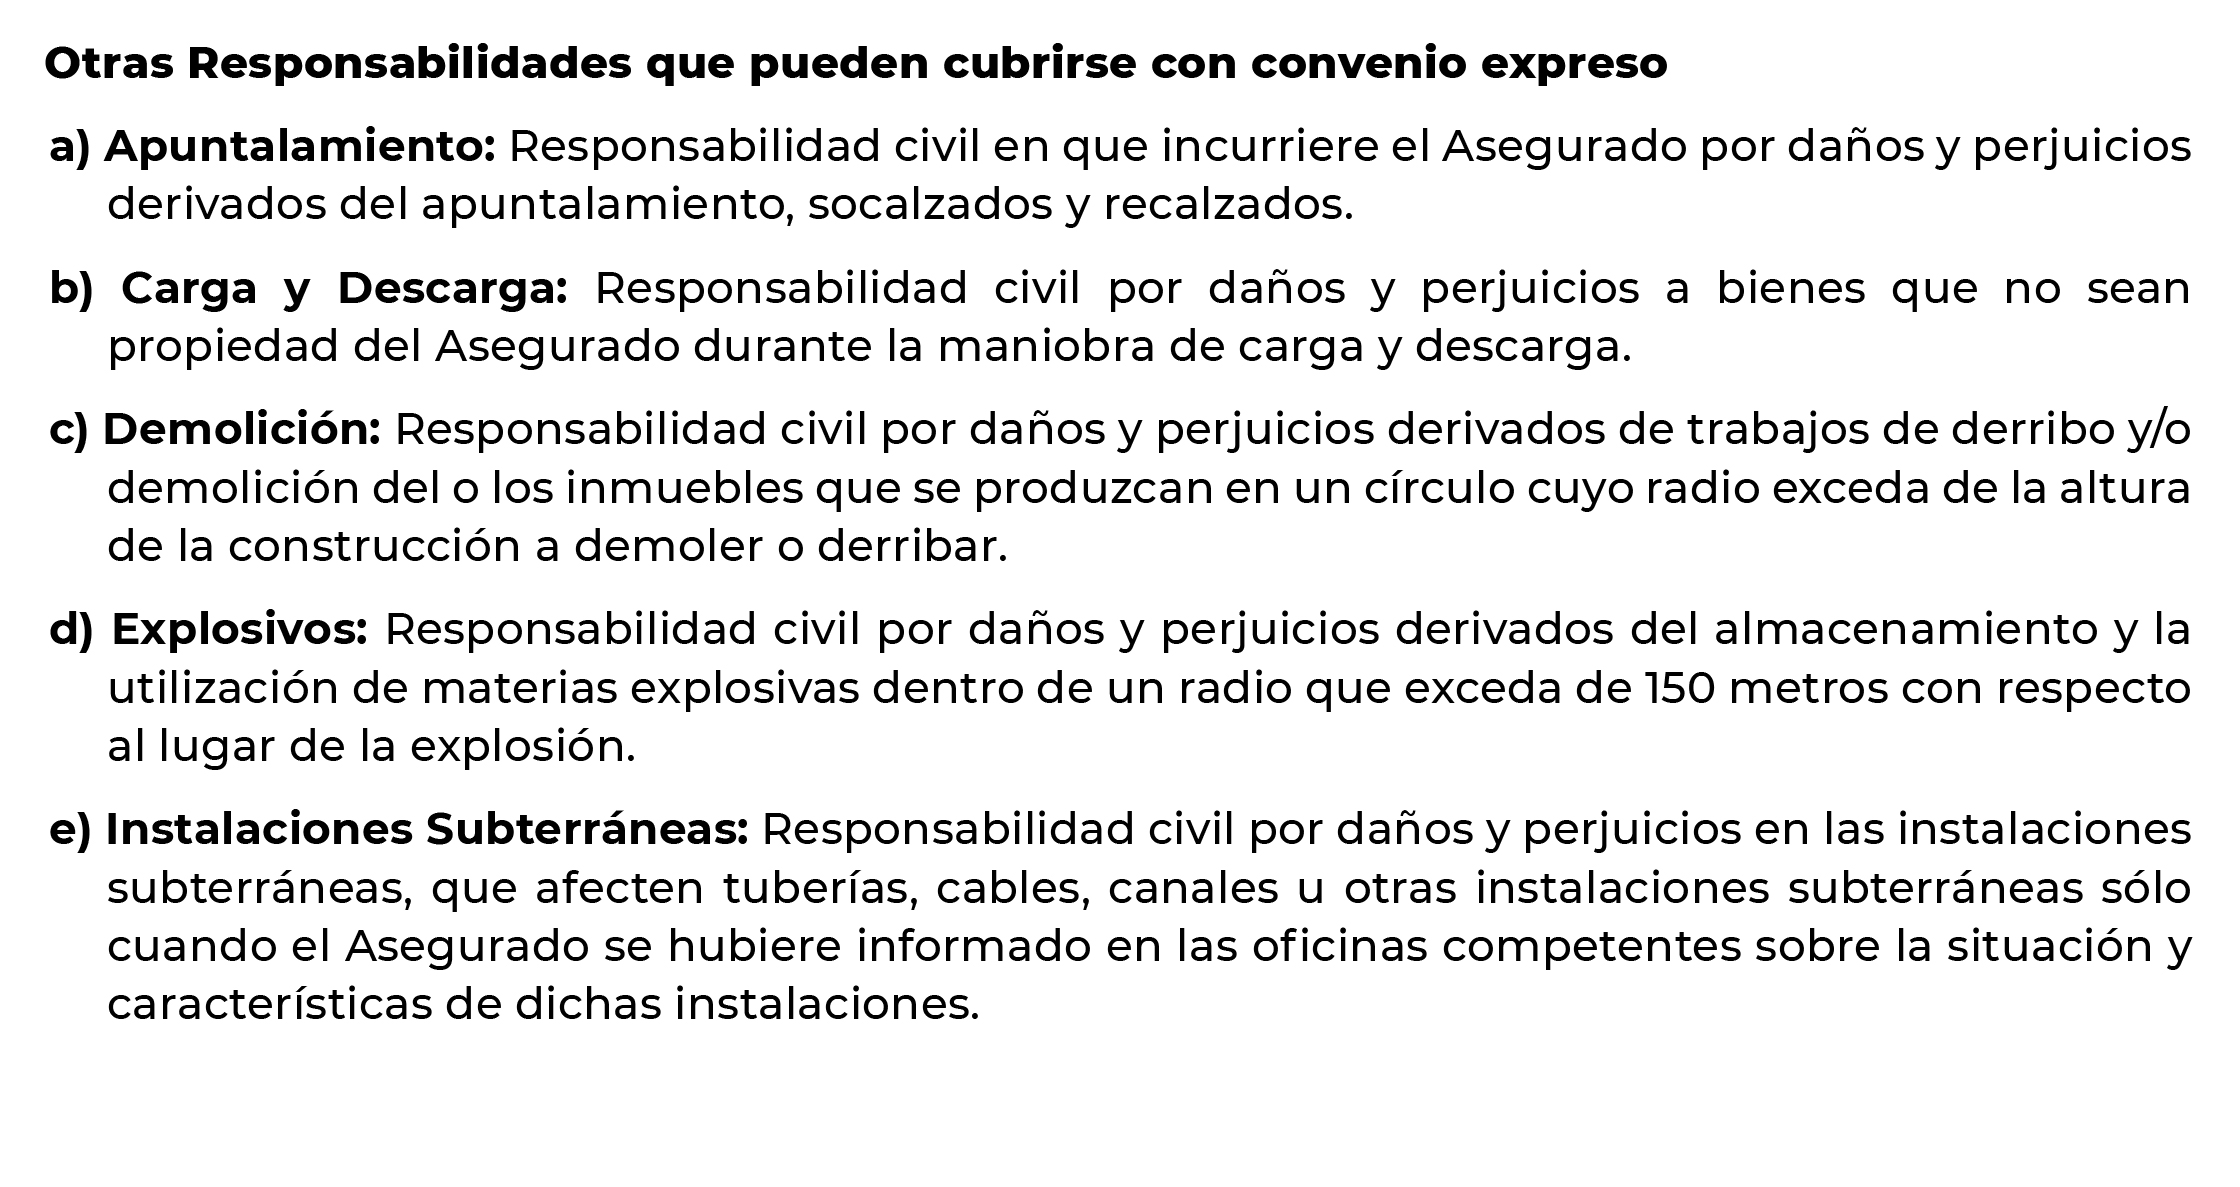 Otras Responsabilidades que pueden cubrirse con convenio expreso
a) Apuntalamiento: Responsabilidad civil en que incurriere el Asegurado por daños y perjuicios
derivados del apuntalamiento, socalzados y recalzados.
b) Carga y Descarga: Responsabilidad civil por daños y perjuicios a bienes que no sean
propiedad del Asegurado durante la maniobra de carga y descarga.
c) Demolición: Responsabilidad civil por daños y perjuicios derivados de trabajos de derribo y/o
demolición del o los inmuebles que se produzcan en un círculo cuyo radio exceda de la altura
de la construcción a demoler o derribar.
d) Explosivos: Responsabilidad civil por daños y perjuicios derivados del almacenamiento y la
utilización de materias explosivas dentro de un radio que exceda de 150 metros con respecto
al lugar de la explosión.
e) Instalaciones Subterráneas: Responsabilidad civil por daños y perjuicios en las instalaciones
subterráneas, que afecten tuberías, cables, canales u otras instalaciones subterráneas sólo
cuando el Asegurado se hubiere informado en las oficinas competentes sobre la situación y
características de dichas instalaciones.